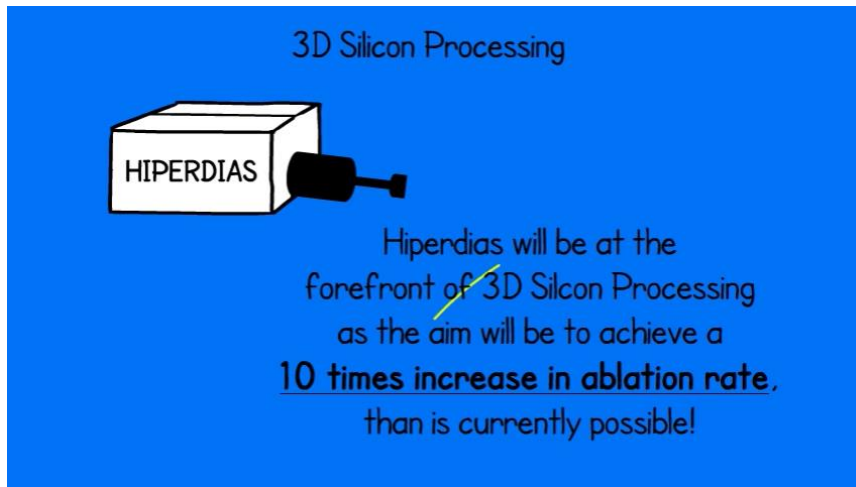 3D Silicon Processing
HIPERDIAS
Hiperdias will be at the
forefront of 3D Silcon Processing
as the aim will be to achieve a
10 times increase in ablation rate,
than is currently possible!